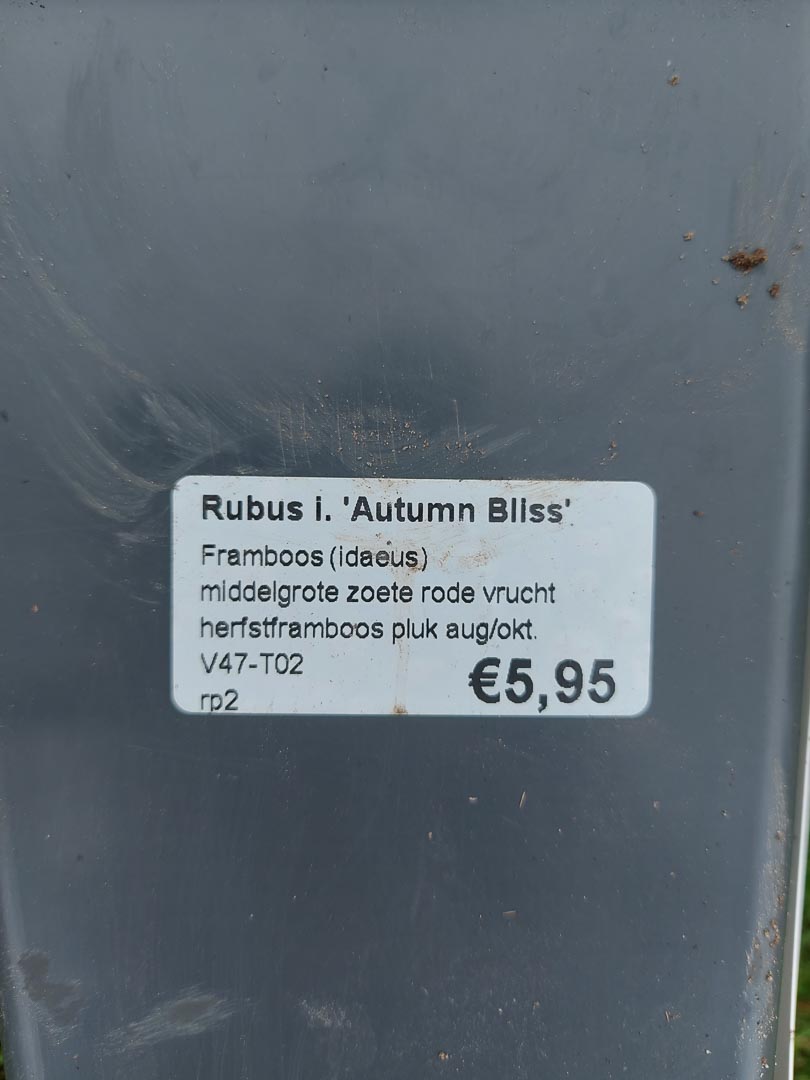 Rubus i. 'Autumn Bliss'
Framboos (idaeus)
middelgrote zoete rode vrucht
herfstframboos pluk aug/okt.
V47-T02
€5,95
rp2